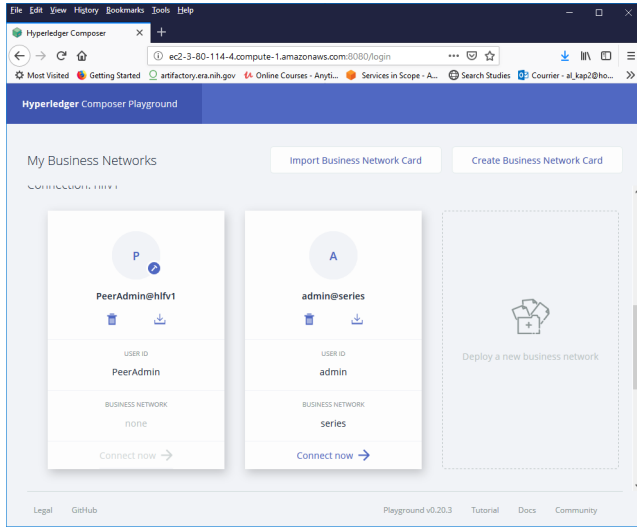 File Edit View History Bookmarks Tools Help
Hyperledger Composer
ec2-3-80-114-4.compute-1.amazonaws.com:8080/login
Most Visited Getting Started artifactory.era.nih.gov Online Courses - Anyti... Services in Scope - A... Search Studies Courrier - al_kap2@ho...
Hyperledger Composer Playground
My Business Networks Import Business Network Card Create Business Network Card
Connection: hlfv1
P A
PeerAdmin@hlfv1 admin@series
Deploy a new business network
USER ID USER ID
PeerAdmin admin
BUSINESS NETWORK BUSINESS NETWORK
none series
Connect now Connect now
Legal GitHub Playground v0.20.3 Tutorial Docs Community